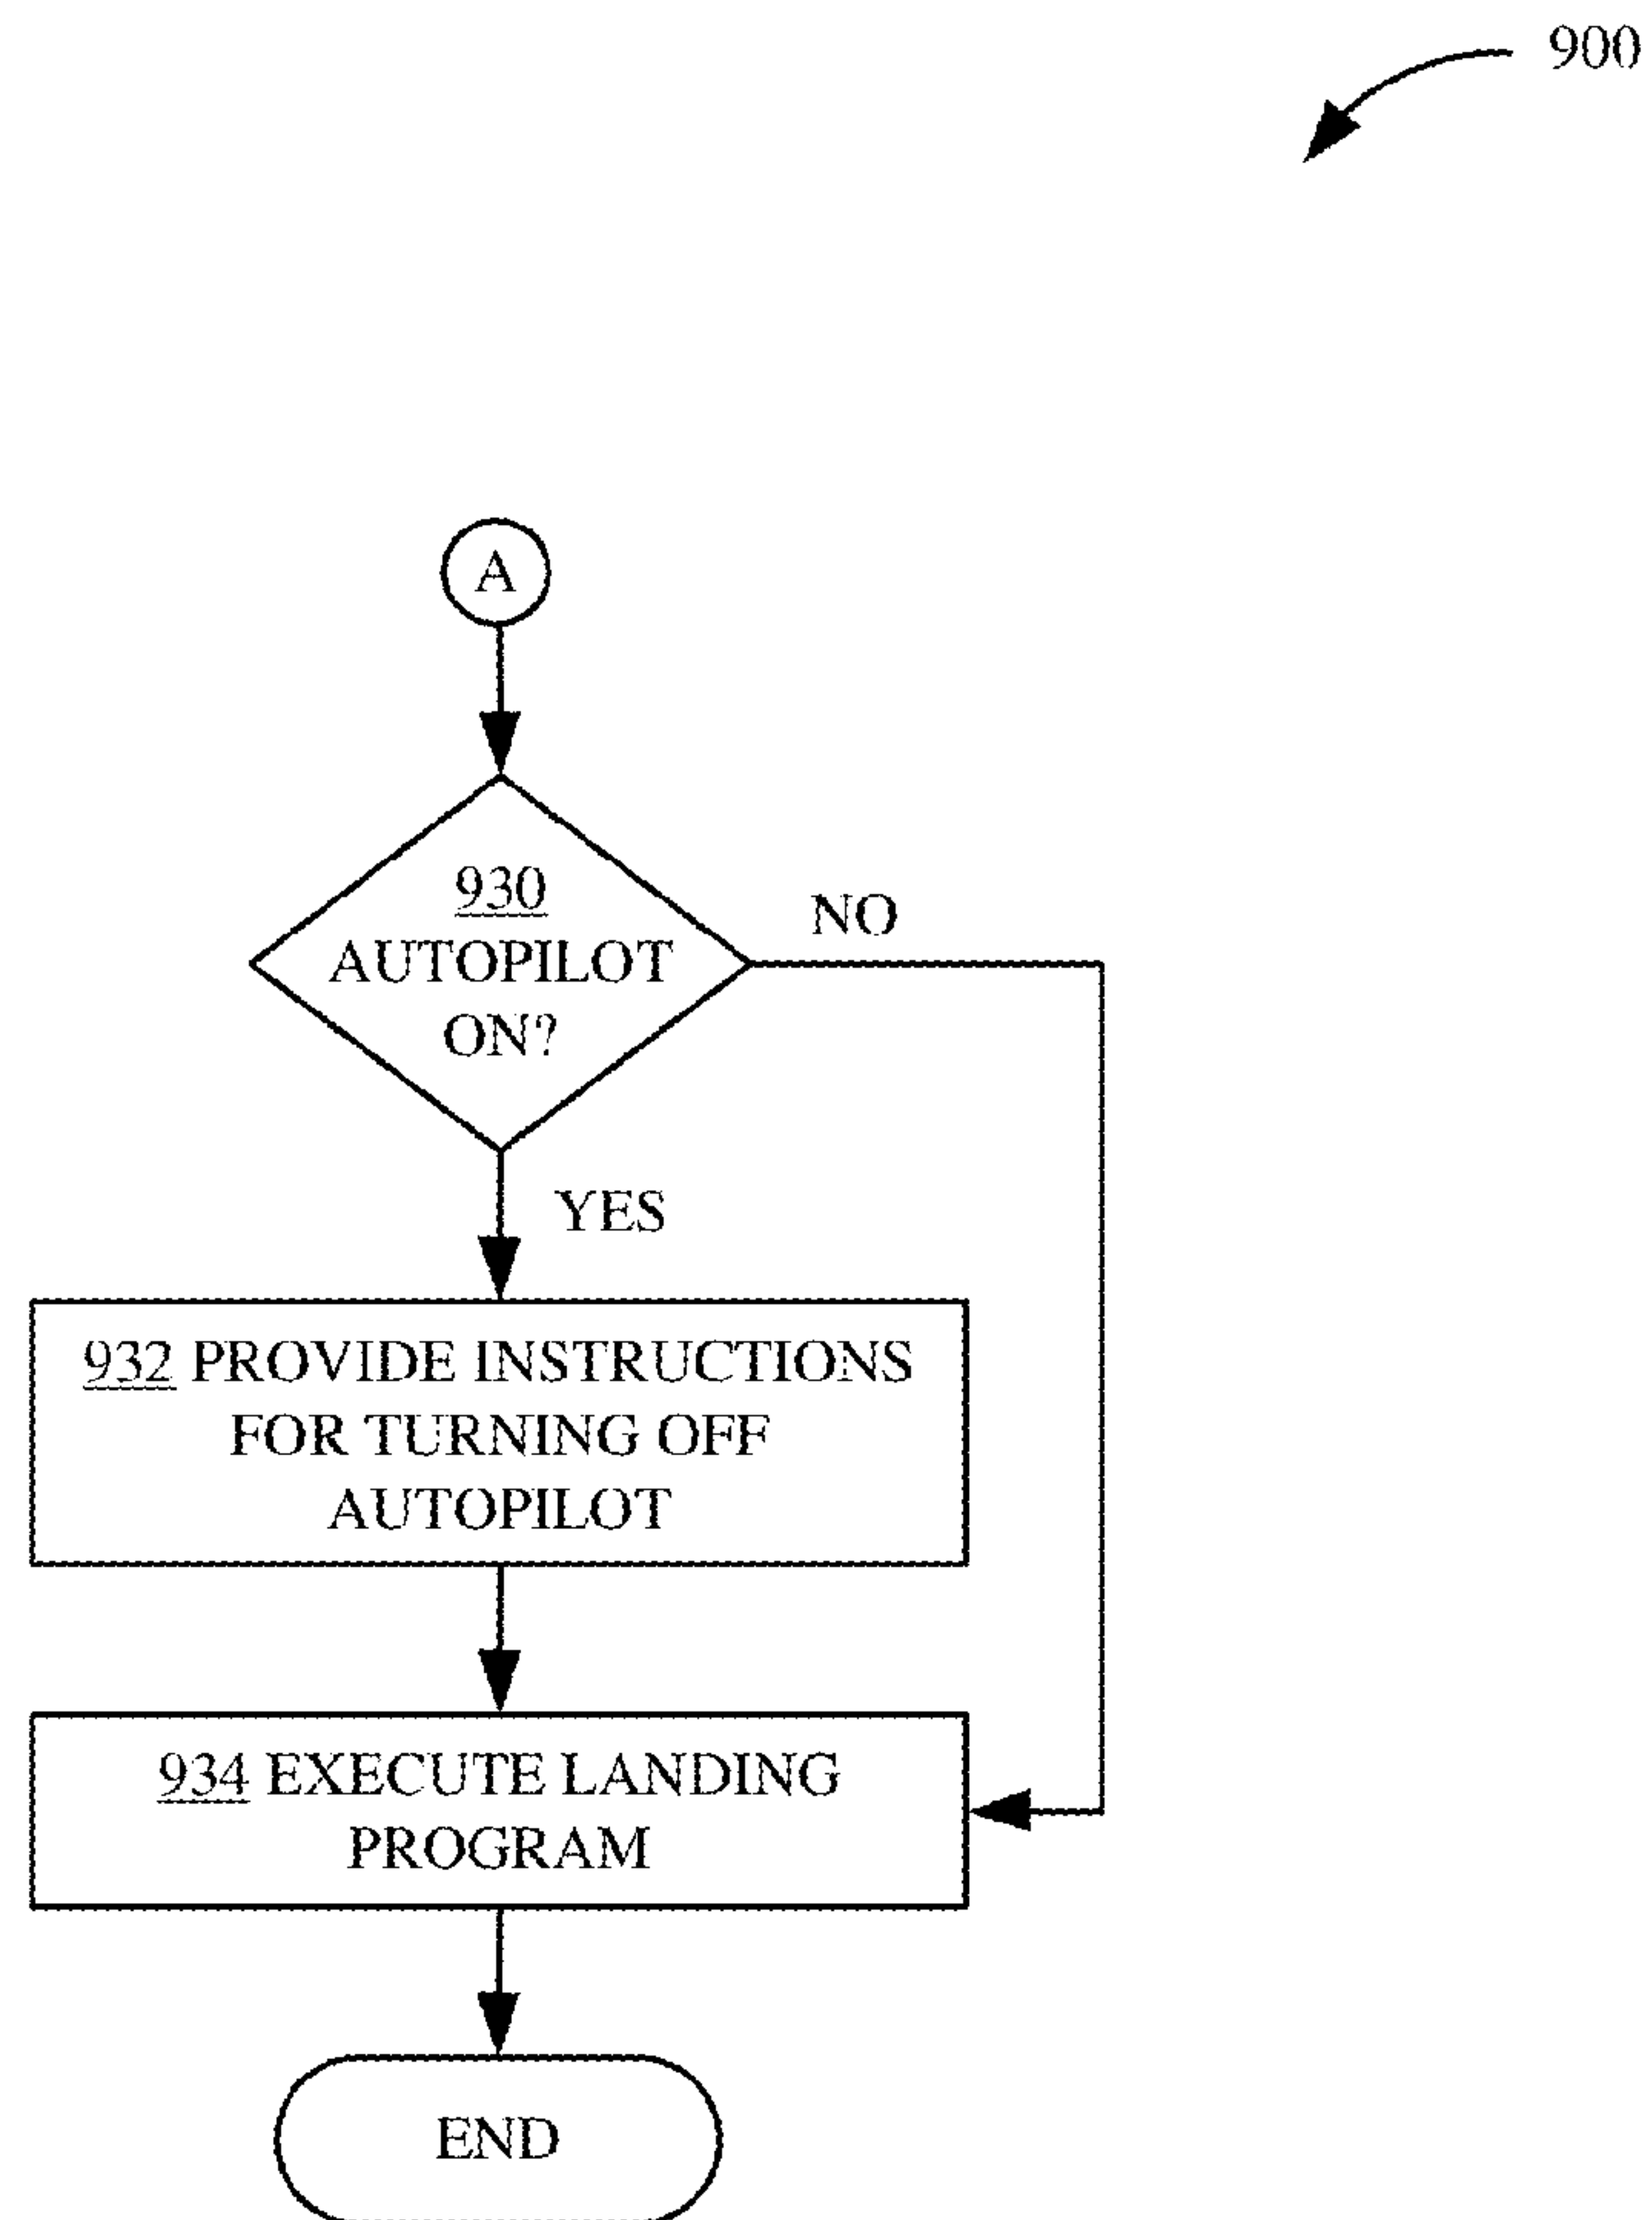 900
A
930
AUTOPILOT
ON?
NO
YES
932 PROVIDE INSTRUCTIONS
FOR TURNING OFF
AUTOPILOT
934 EXECUTE LANDING
PROGRAM
END